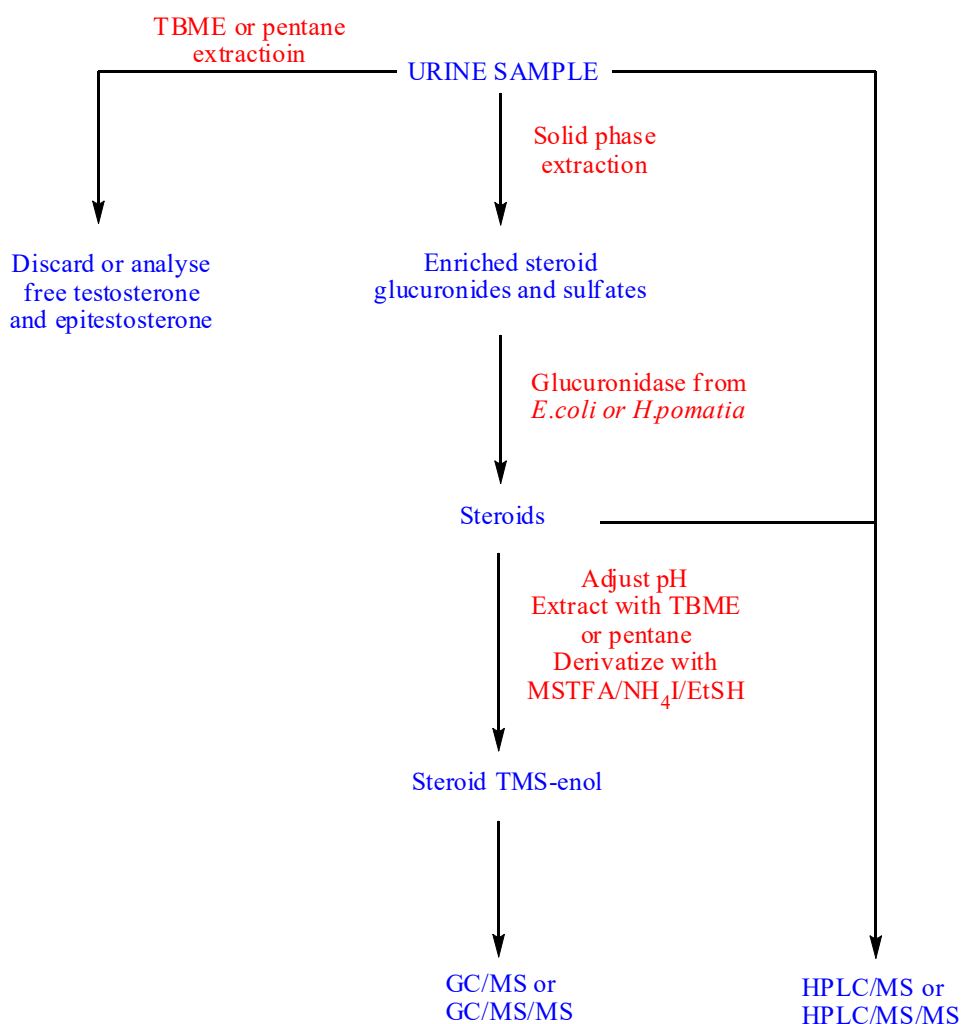 TBME or pentane
extractioin
URINE SAMPLE
Solid phase
extraction
Discard or analyse
free testosterone
and epitestosterone
Enriched steroid
glucuronides and sulfates
Glucuronidase from
E.coli or H.pomatia
Steroids
Adjust pH
Extract with TBME
or pentane
Derivatize with
MSTFA/NH4I/EtSH
Steroid TMS-enol
GC/MS or
GC/MS/MS
HPLC/MS or
HPLC/MS/MS